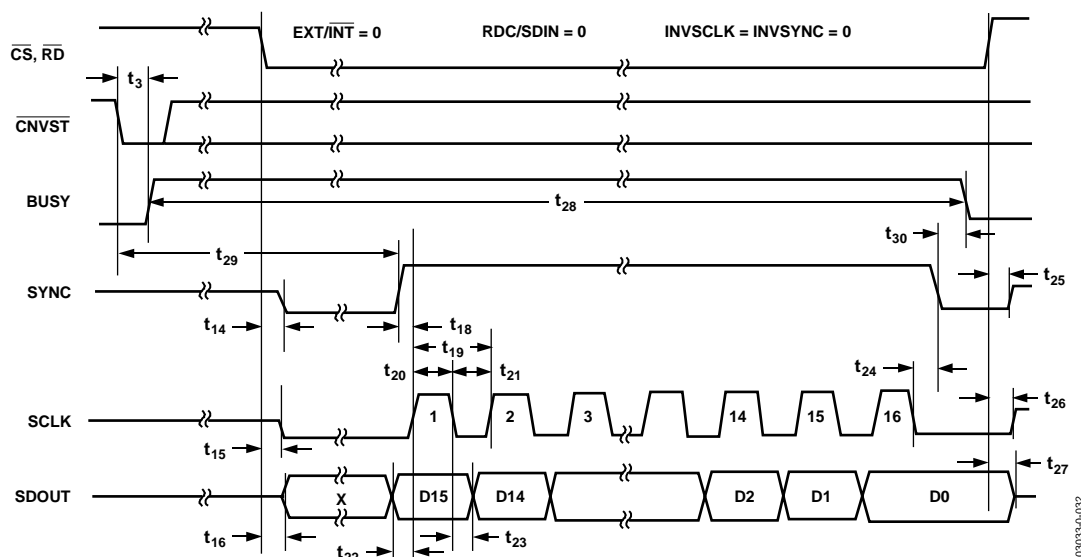 EXT/INT = 0 RDC/SDIN = 0 INVSCLK = INVSYNC = 0
CS, RD
t3
CNVST
BUSY
t28
t30
t29
t25
SYNC
t14
t18
t19
t20
t21
t24
t26
SCLK
1 2 3 14 15 16
t15
t27
SDOUT
X D15 D14 D2 D1 D0
t16
t22
t23
03033-0-032